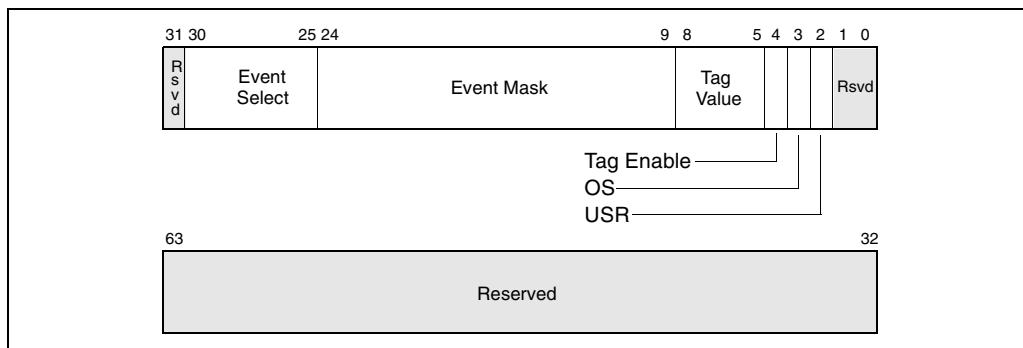 31 30 25 24 9 8 5 4 3 2 1 0
Rsvd
Event
Select
Event Mask
Tag
Value
Rsvd
Tag Enable
OS
USR
63 32
Reserved